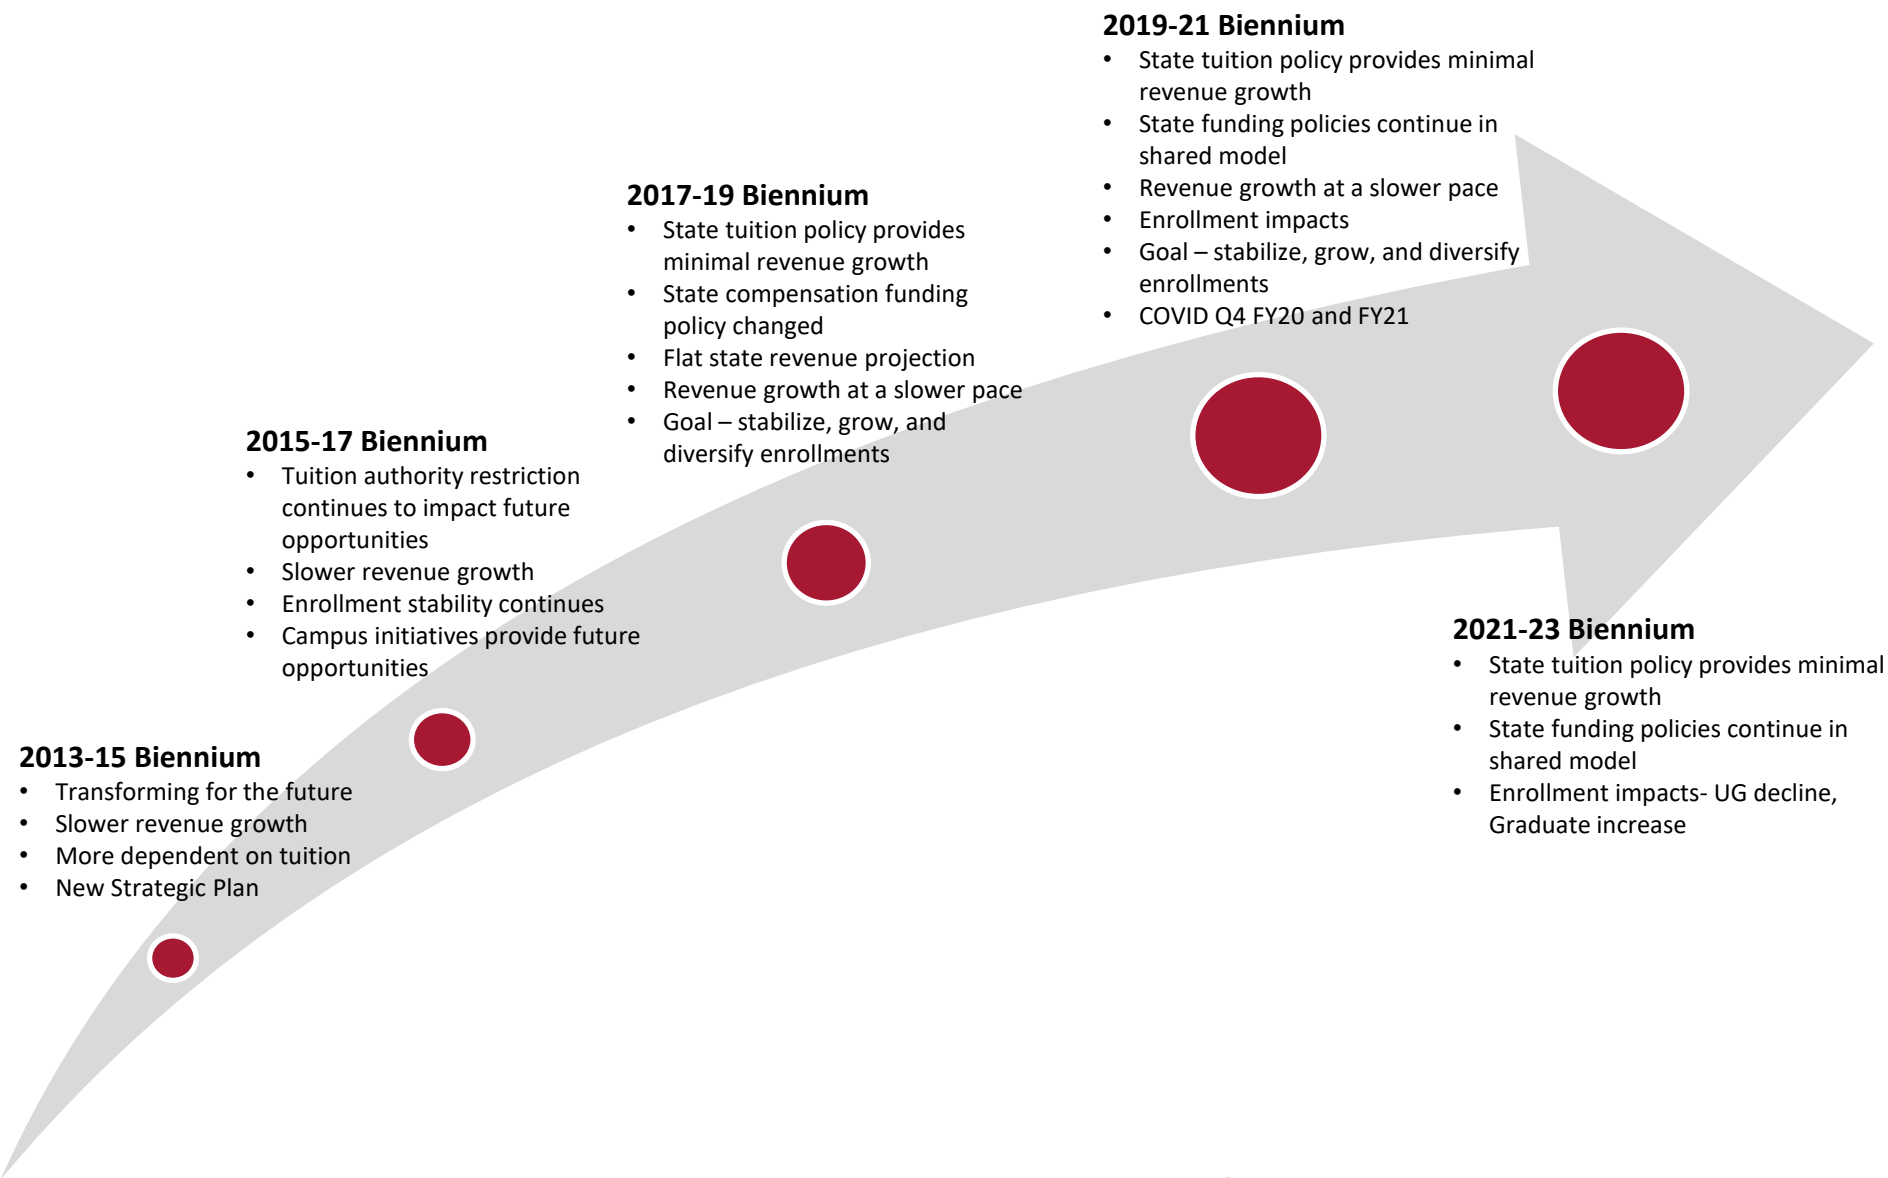 2013-15 Biennium
• Transforming for the future
• Slower revenue growth
• More dependent on tuition
• New Strategic Plan
2015-17 Biennium
• Tuition authority restriction
continues to impact future
opportunities
• Slower revenue growth
• Enrollment stability continues
• Campus initiatives provide future
opportunities
2017-19 Biennium
• State tuition policy provides
minimal revenue growth
• State compensation funding
policy changed
• Flat state revenue projection
• Revenue growth at a slower pace
• Goal – stabilize, grow, and
diversify enrollments
2019-21 Biennium
• State tuition policy provides minimal
revenue growth
• State funding policies continue in
shared model
• Revenue growth at a slower pace
• Enrollment impacts
• Goal – stabilize, grow, and diversify
enrollments
• COVID Q4 FY20 and FY21
2021-23 Biennium
• State tuition policy provides minimal
revenue growth
• State funding policies continue in
shared model
• Enrollment impacts- UG decline,
Graduate increase